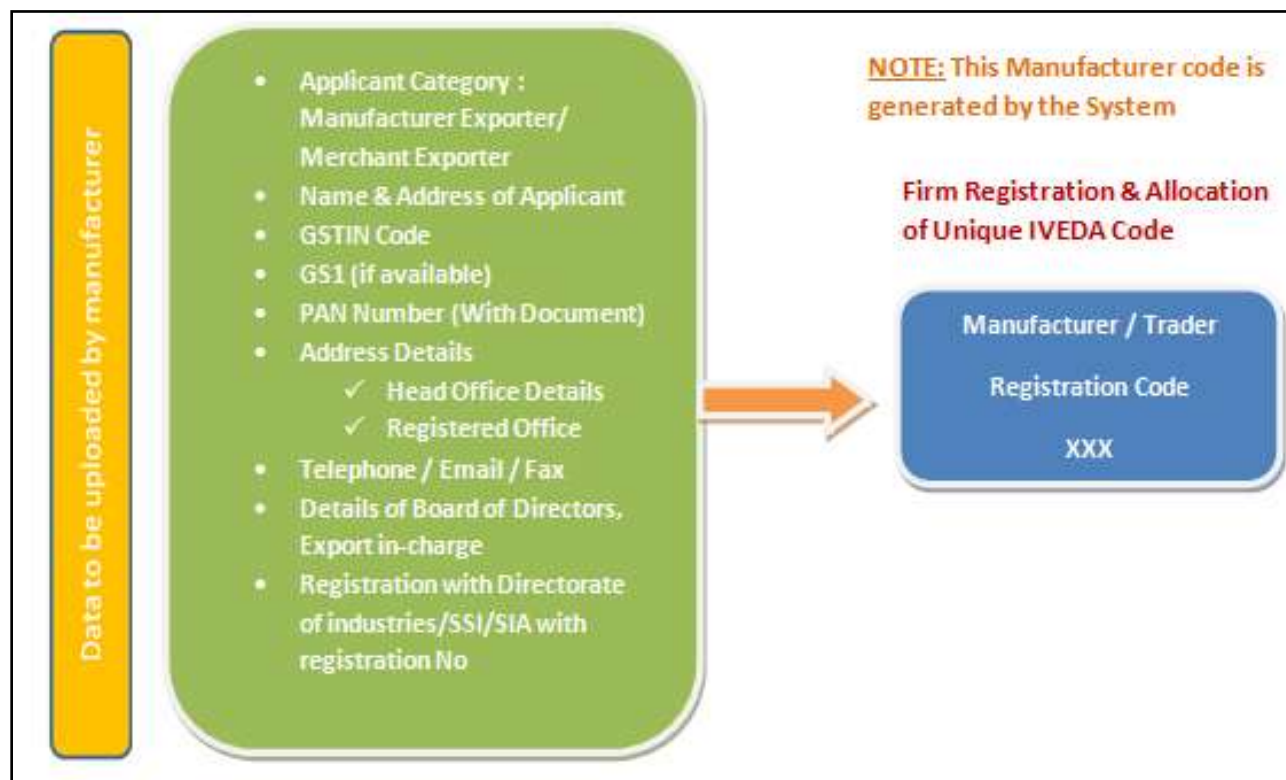 Data to be uploaded by manufacturer
• Applicant Category :
Manufacturer Exporter/
Merchant Exporter
• Name & Address of Applicant
• GSTIN Code
• GS1 (if available)
• PAN Number (With Document)
• Address Details
✓ Head Office Details
✓ Registered Office
• Telephone / Email / Fax
• Details of Board of Directors,
Export in-charge
• Registration with Directorate
of industries/SSI/SIA with
registration No
NOTE: This Manufacturer code is
generated by the System
Firm Registration & Allocation
of Unique IVEDA Code
Manufacturer / Trader
Registration Code
XXX